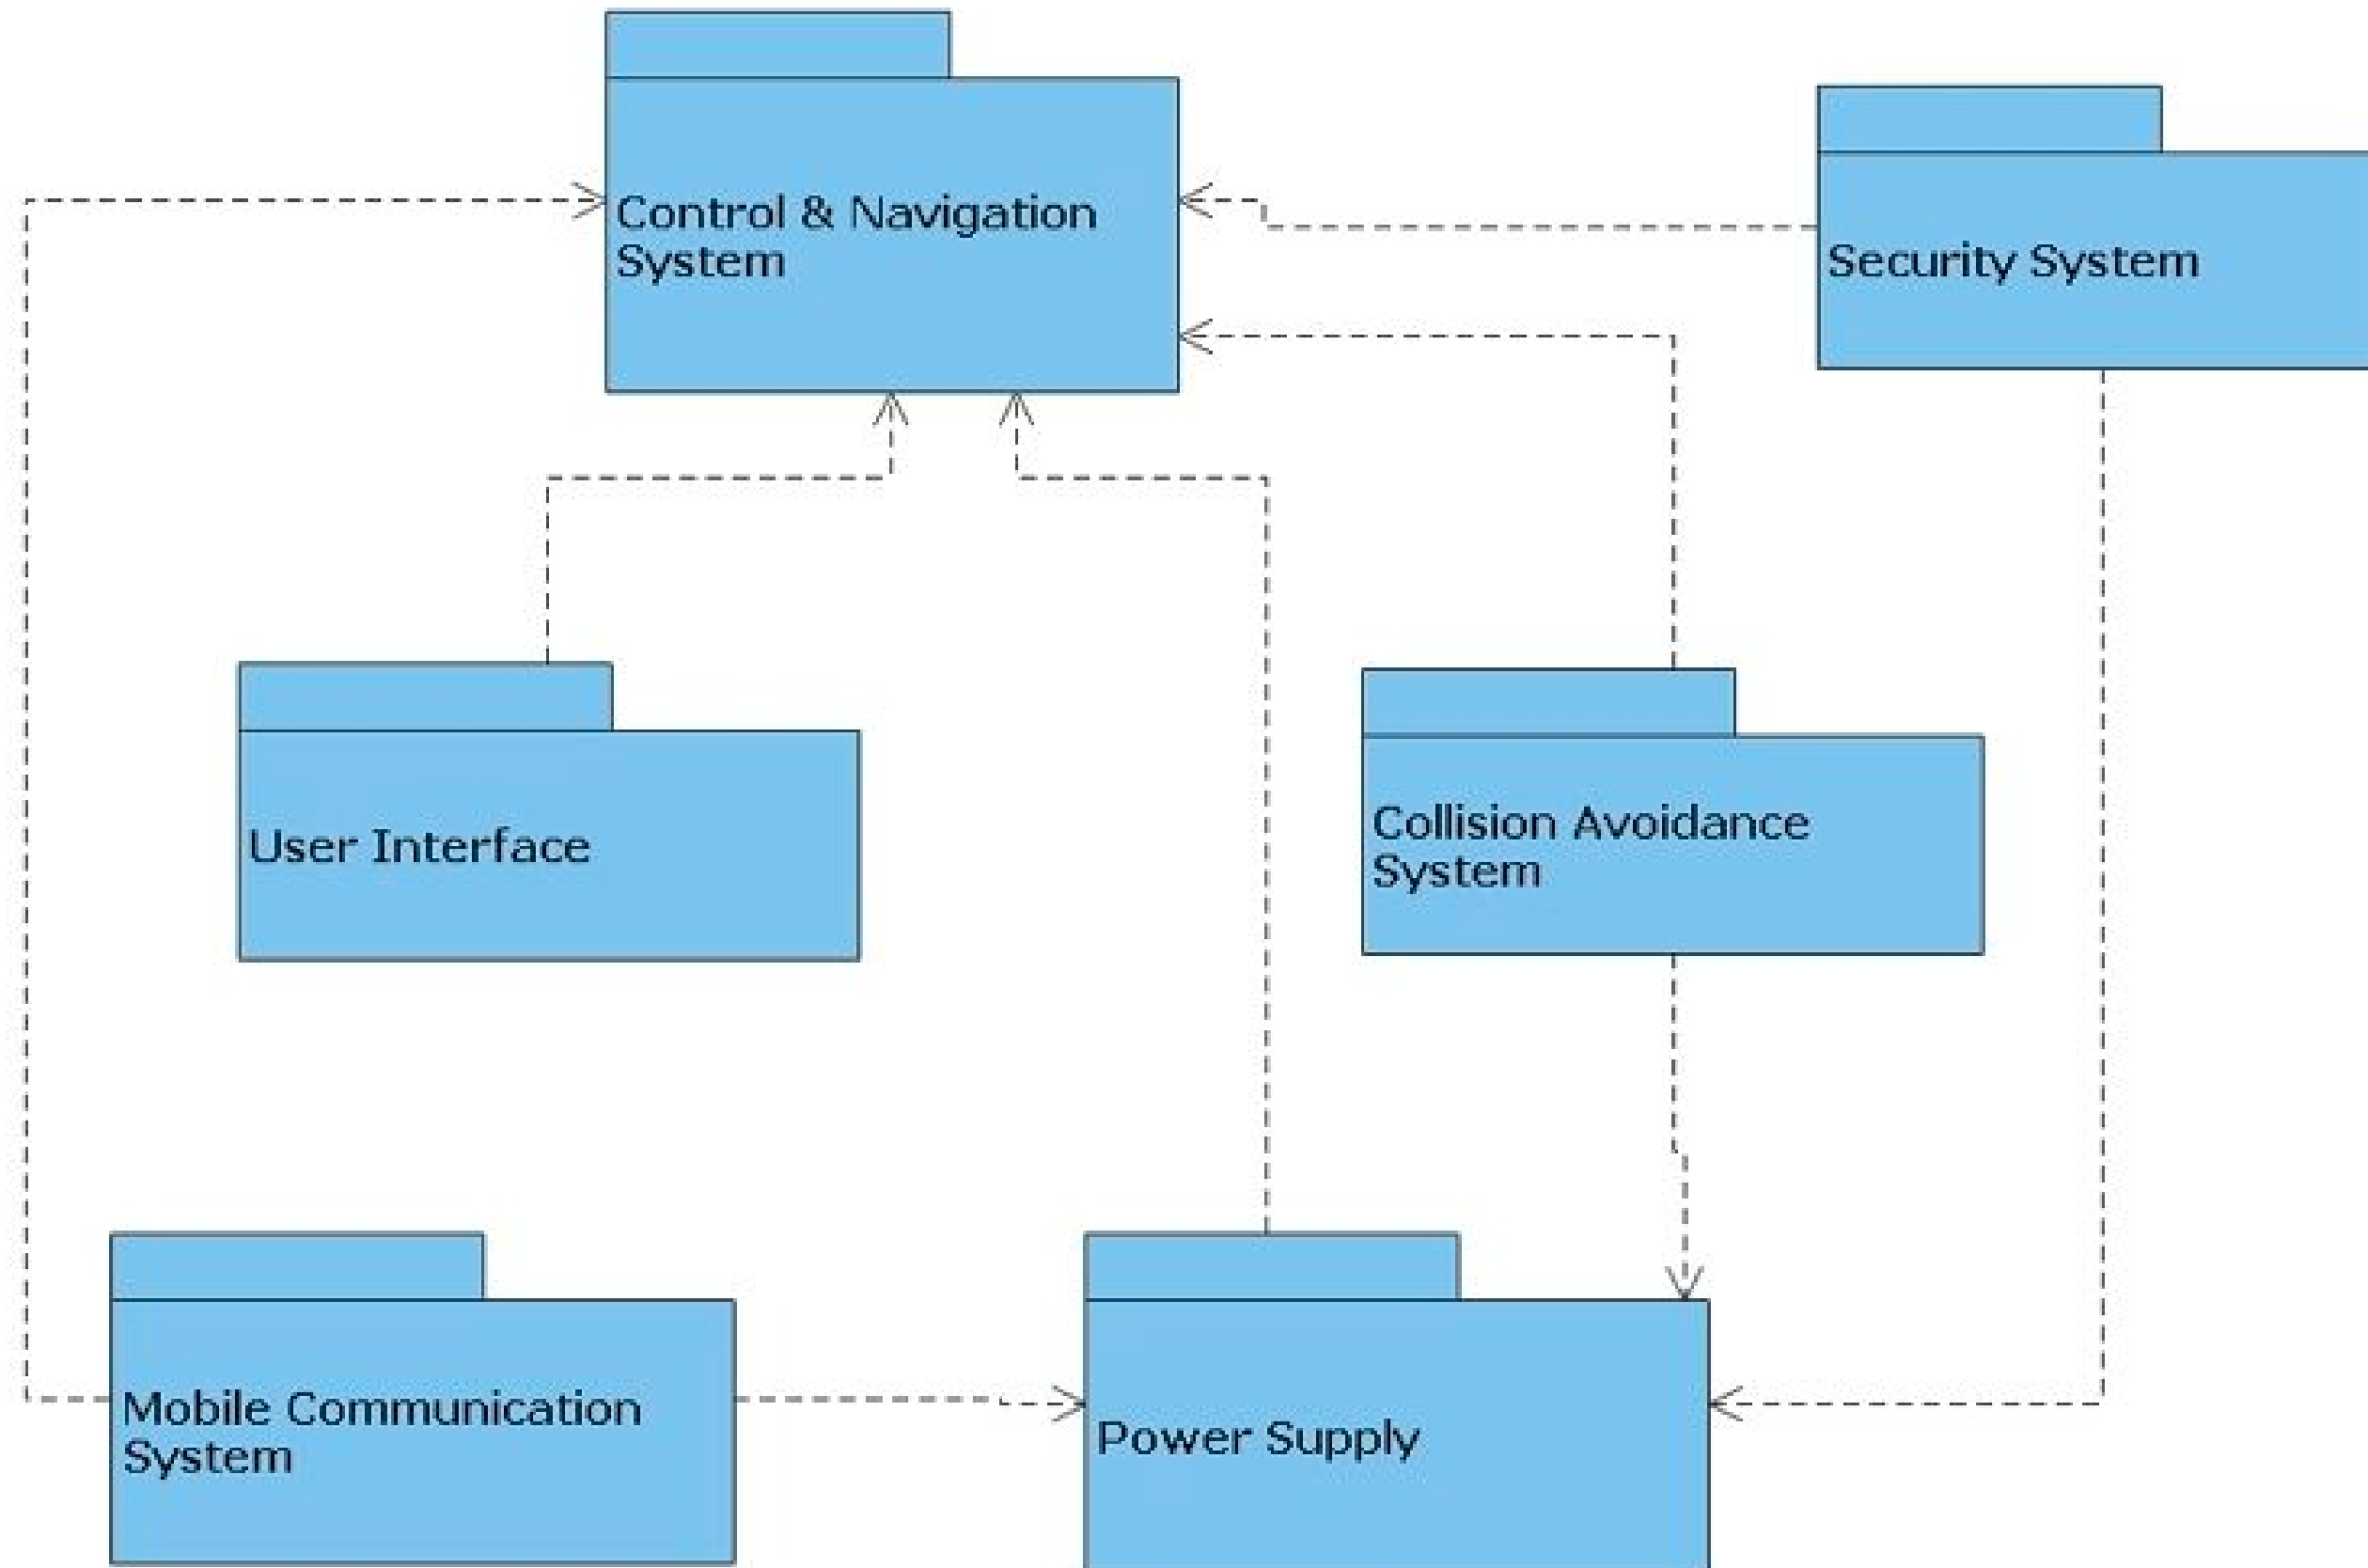 Control & Navigation
System
Security System
User Interface
Collision Avoidance
System
Mobile Communication
System
Power Supply